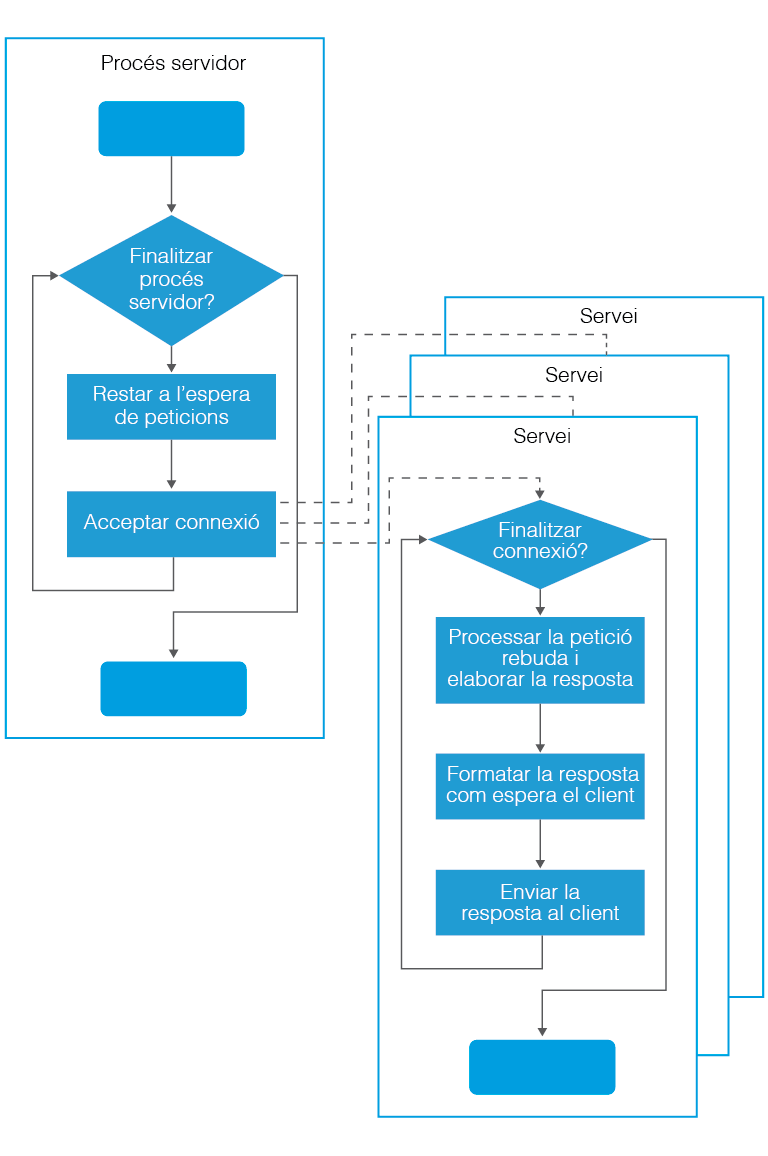 Procés servidor
Finalitzar
procés
servidor?
Restar a l'espera
de peticions
Acceptar connexió
Servei
Servei
Servei
Finalitzar
connexió?
Processar la petició
rebuda i
elaborar la resposta
Formatar la resposta
com espera el client
Enviar la
resposta al client